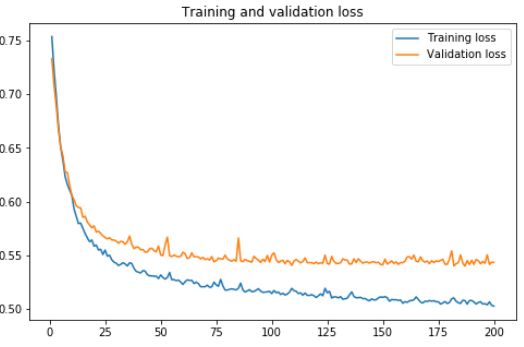 Training and validation loss
Training loss
Validation loss
0.75
0.70
0.65
0.60
0.55
0.50
0 25 50 75 100 125 150 175 200